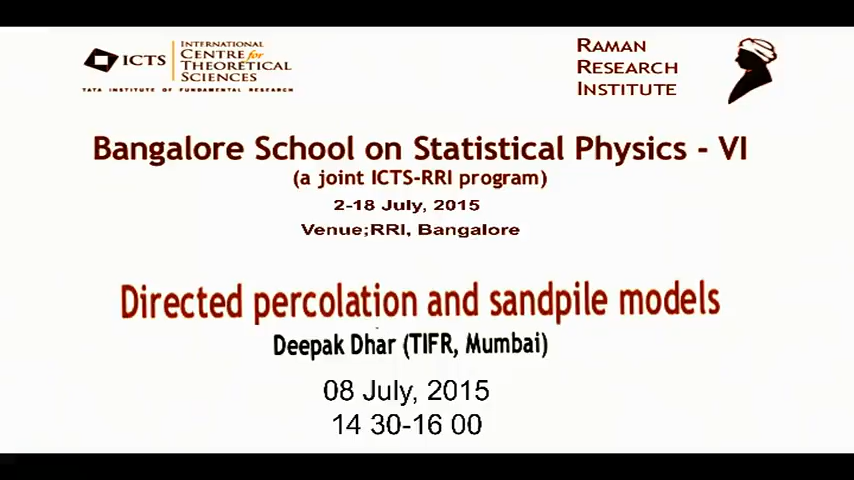 ICTS
INTERNATIONAL
CENTRE for
THEORETICAL
SCIENCES
TATA INSTITUTE OF FUNDAMENTAL RESEARCH
RAMAN
RESEARCH
INSTITUTE
Bangalore School on Statistical Physics - VI
(a joint ICTS-RRI program)
2-18 July, 2015
Venue;RRI, Bangalore
Directed percolation and sandpile models
Deepak Dhar (TIFR, Mumbai)
08 July, 2015
14 30-16 00